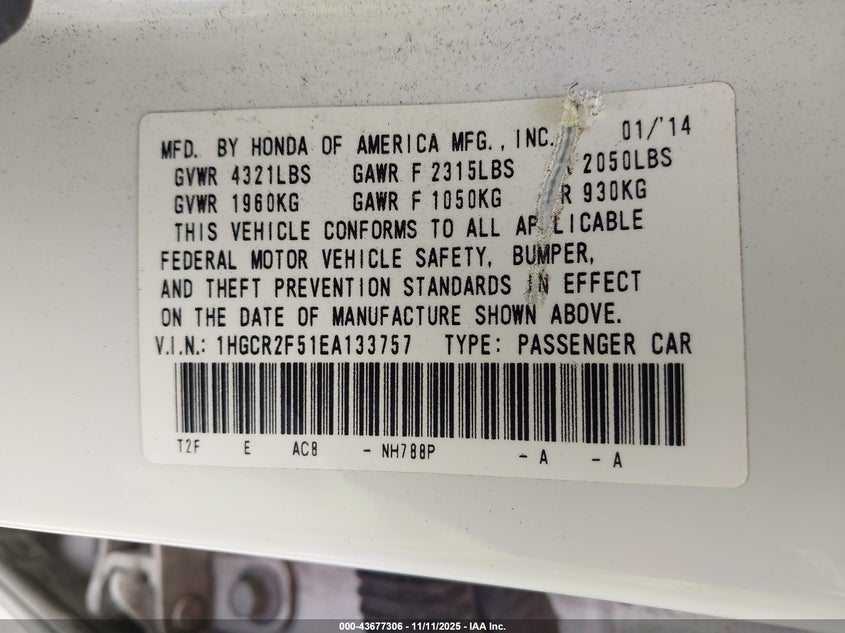 MFD. BY HONDA OF AMERICA MFG., INC. 01/'14
GVWR 4321LBS GAWR F 2315LBS 2050LBS
GVWR 1960KG GAWR F 1050KG R 930KG
THIS VEHICLE CONFORMS TO ALL AP LICABLE
FEDERAL MOTOR VEHICLE SAFETY, BUMPER,
AND THEFT PREVENTION STANDARDS IN EFFECT
ON THE DATE OF MANUFACTURE SHOWN ABOVE.
V.I.N.: 1HGCR2F51EA133757 TYPE: PASSENGER CAR
T2F E AC8 - NH788P - A - A
000-43677306 - 11/11/2025 - IAA Inc.